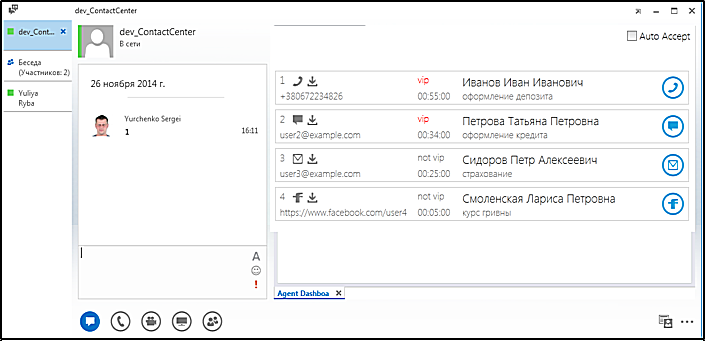 dev_ContactCenter
dev_Cont...
Беседа
(Участников: 2)
Yuliya
Ryba
dev_ContactCenter
В сети
26 ноября 2014 г.
Yurchenko Sergei
1 16:11
A
!
Auto Accept
1 vip Иванов Иван Иванович
+380672234826 00:55:00 оформление депозита
2 vip Петрова Татьяна Петровна
user2@example.com 00:34:00 оформление кредита
3 not vip Сидоров Петр Алексеевич
user3@example.com 00:25:00 страхование
4 not vip Смоленская Лариса Петровна
https://www.facebook.com/user4 00:05:00 курс гривны
Agent Dashboa